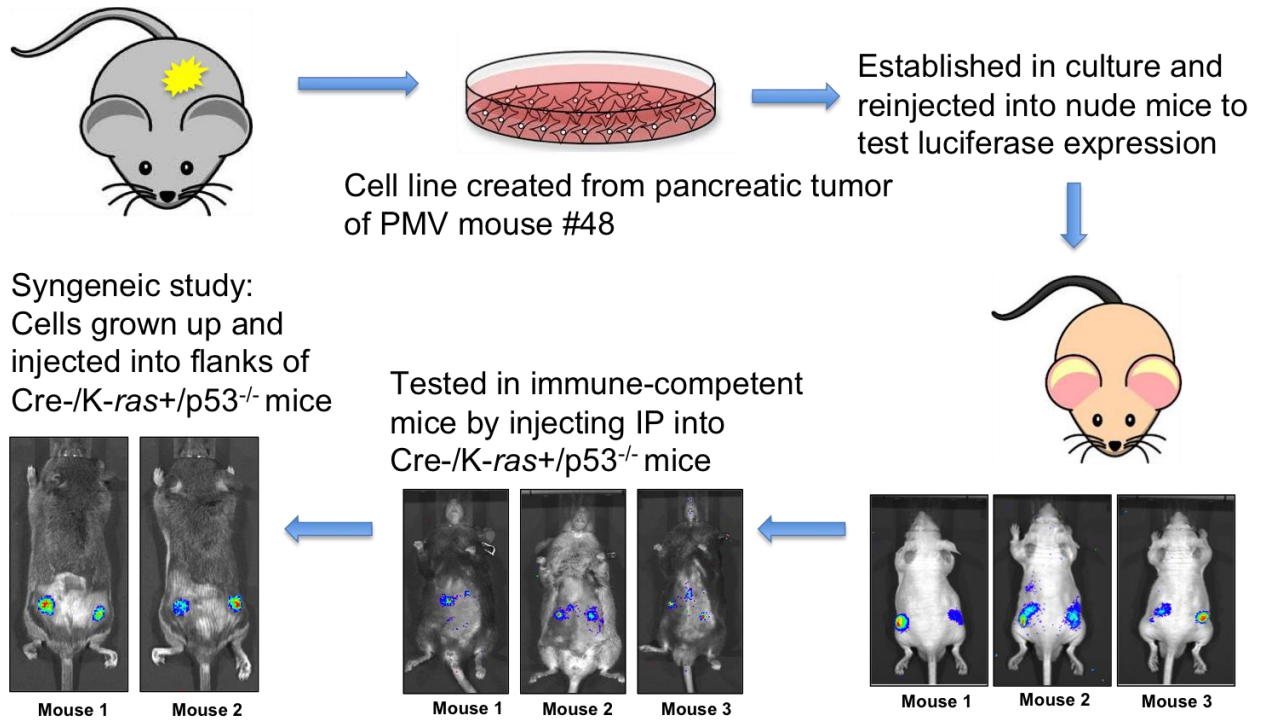 Established in culture and
reinjected into nude mice to
test luciferase expression
Cell line created from pancreatic tumor
of PMV mouse #48
Syngeneic study:
Cells grown up and
injected into flanks of
Cre-/K-ras+/p53-/- mice
Tested in immune-competent
mice by injecting IP into
Cre-/K-ras+/p53-/- mice
Mouse 1
Mouse 2
Mouse 1
Mouse 2
Mouse 3
Mouse 1
Mouse 2
Mouse 3